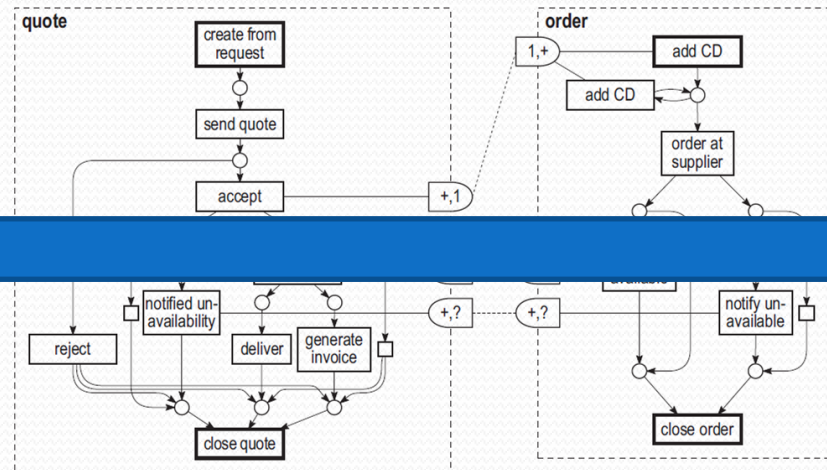 quote
create from
request
send quote
accept
+,1
notified un-
availability
+,?
reject
deliver
generate
invoice
close quote
order
1,+
add CD
add CD
order at
supplier
available
+,?
notify un-
available
close order